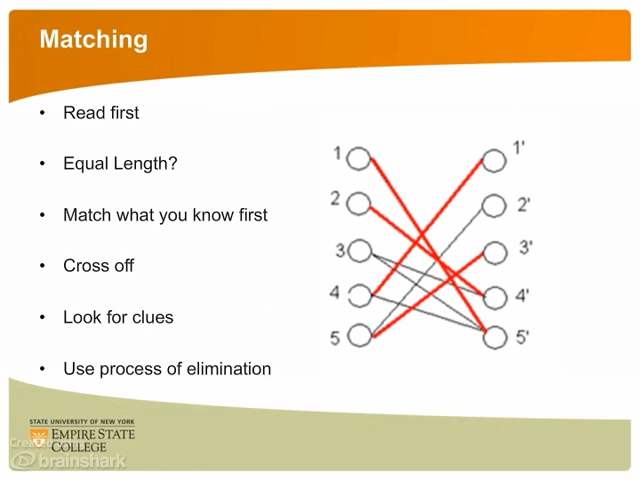 Matching
• Read first
• Equal Length?
• Match what you know first
• Cross off
• Look for clues
• Use process of elimination
1 1'
2 2'
3 3'
4 4'
5 5'
STATE UNIVERSITY OF NEW YORK
EMPIRE STATE
COLLEGE
brainshark